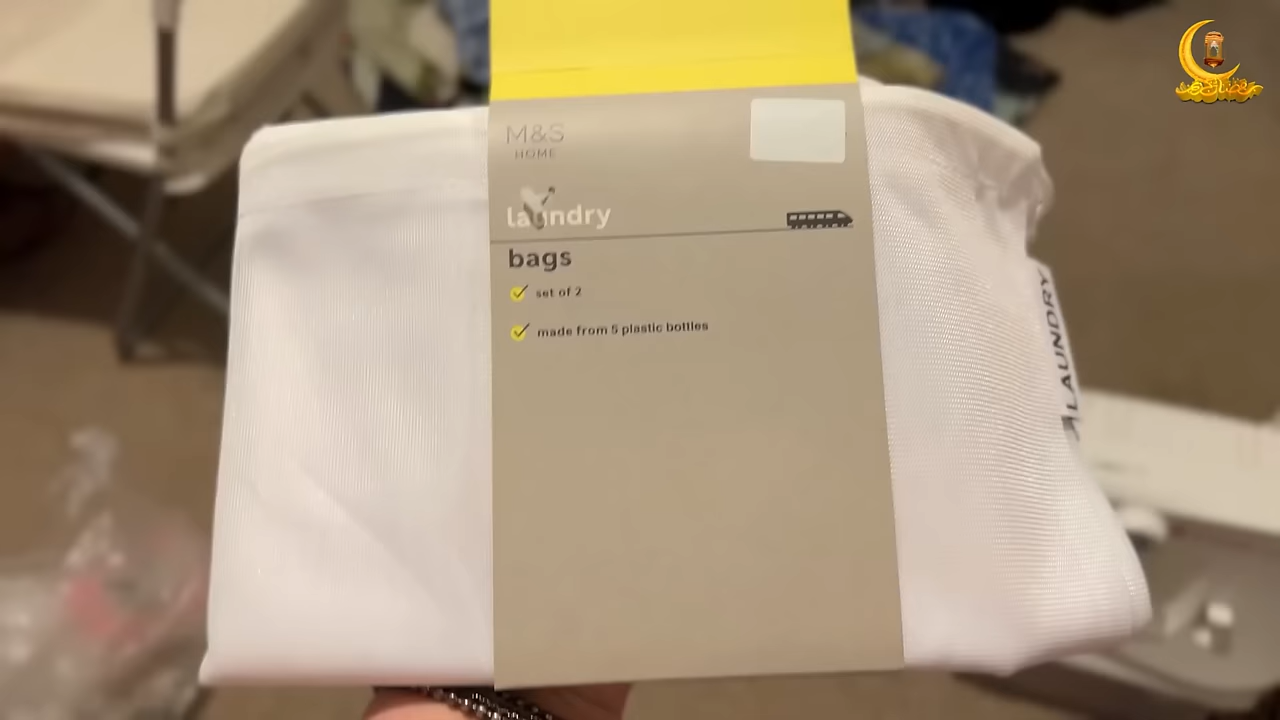 M&S
HOME
laundry
bags
set of 2
made from 5 plastic bottles
LAUNDRY